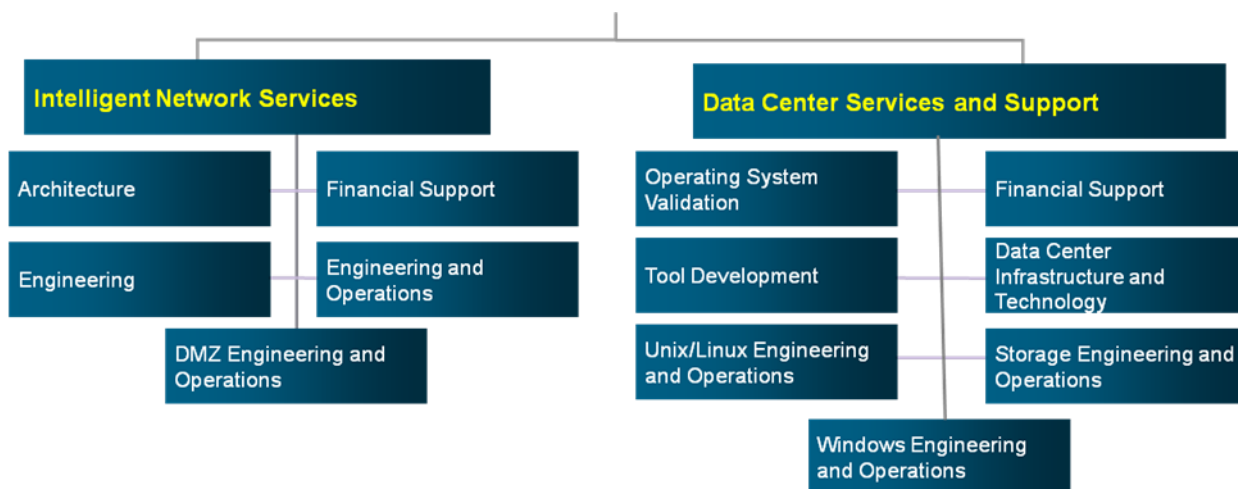 Intelligent Network Services
Data Center Services and Support
Architecture
Financial Support
Operating System
Validation
Financial Support
Engineering
Engineering and
Operations
Tool Development
Data Center
Infrastructure and
Technology
DMZ Engineering and
Operations
Unix/Linux Engineering
and Operations
Storage Engineering and
Operations
Windows Engineering
and Operations